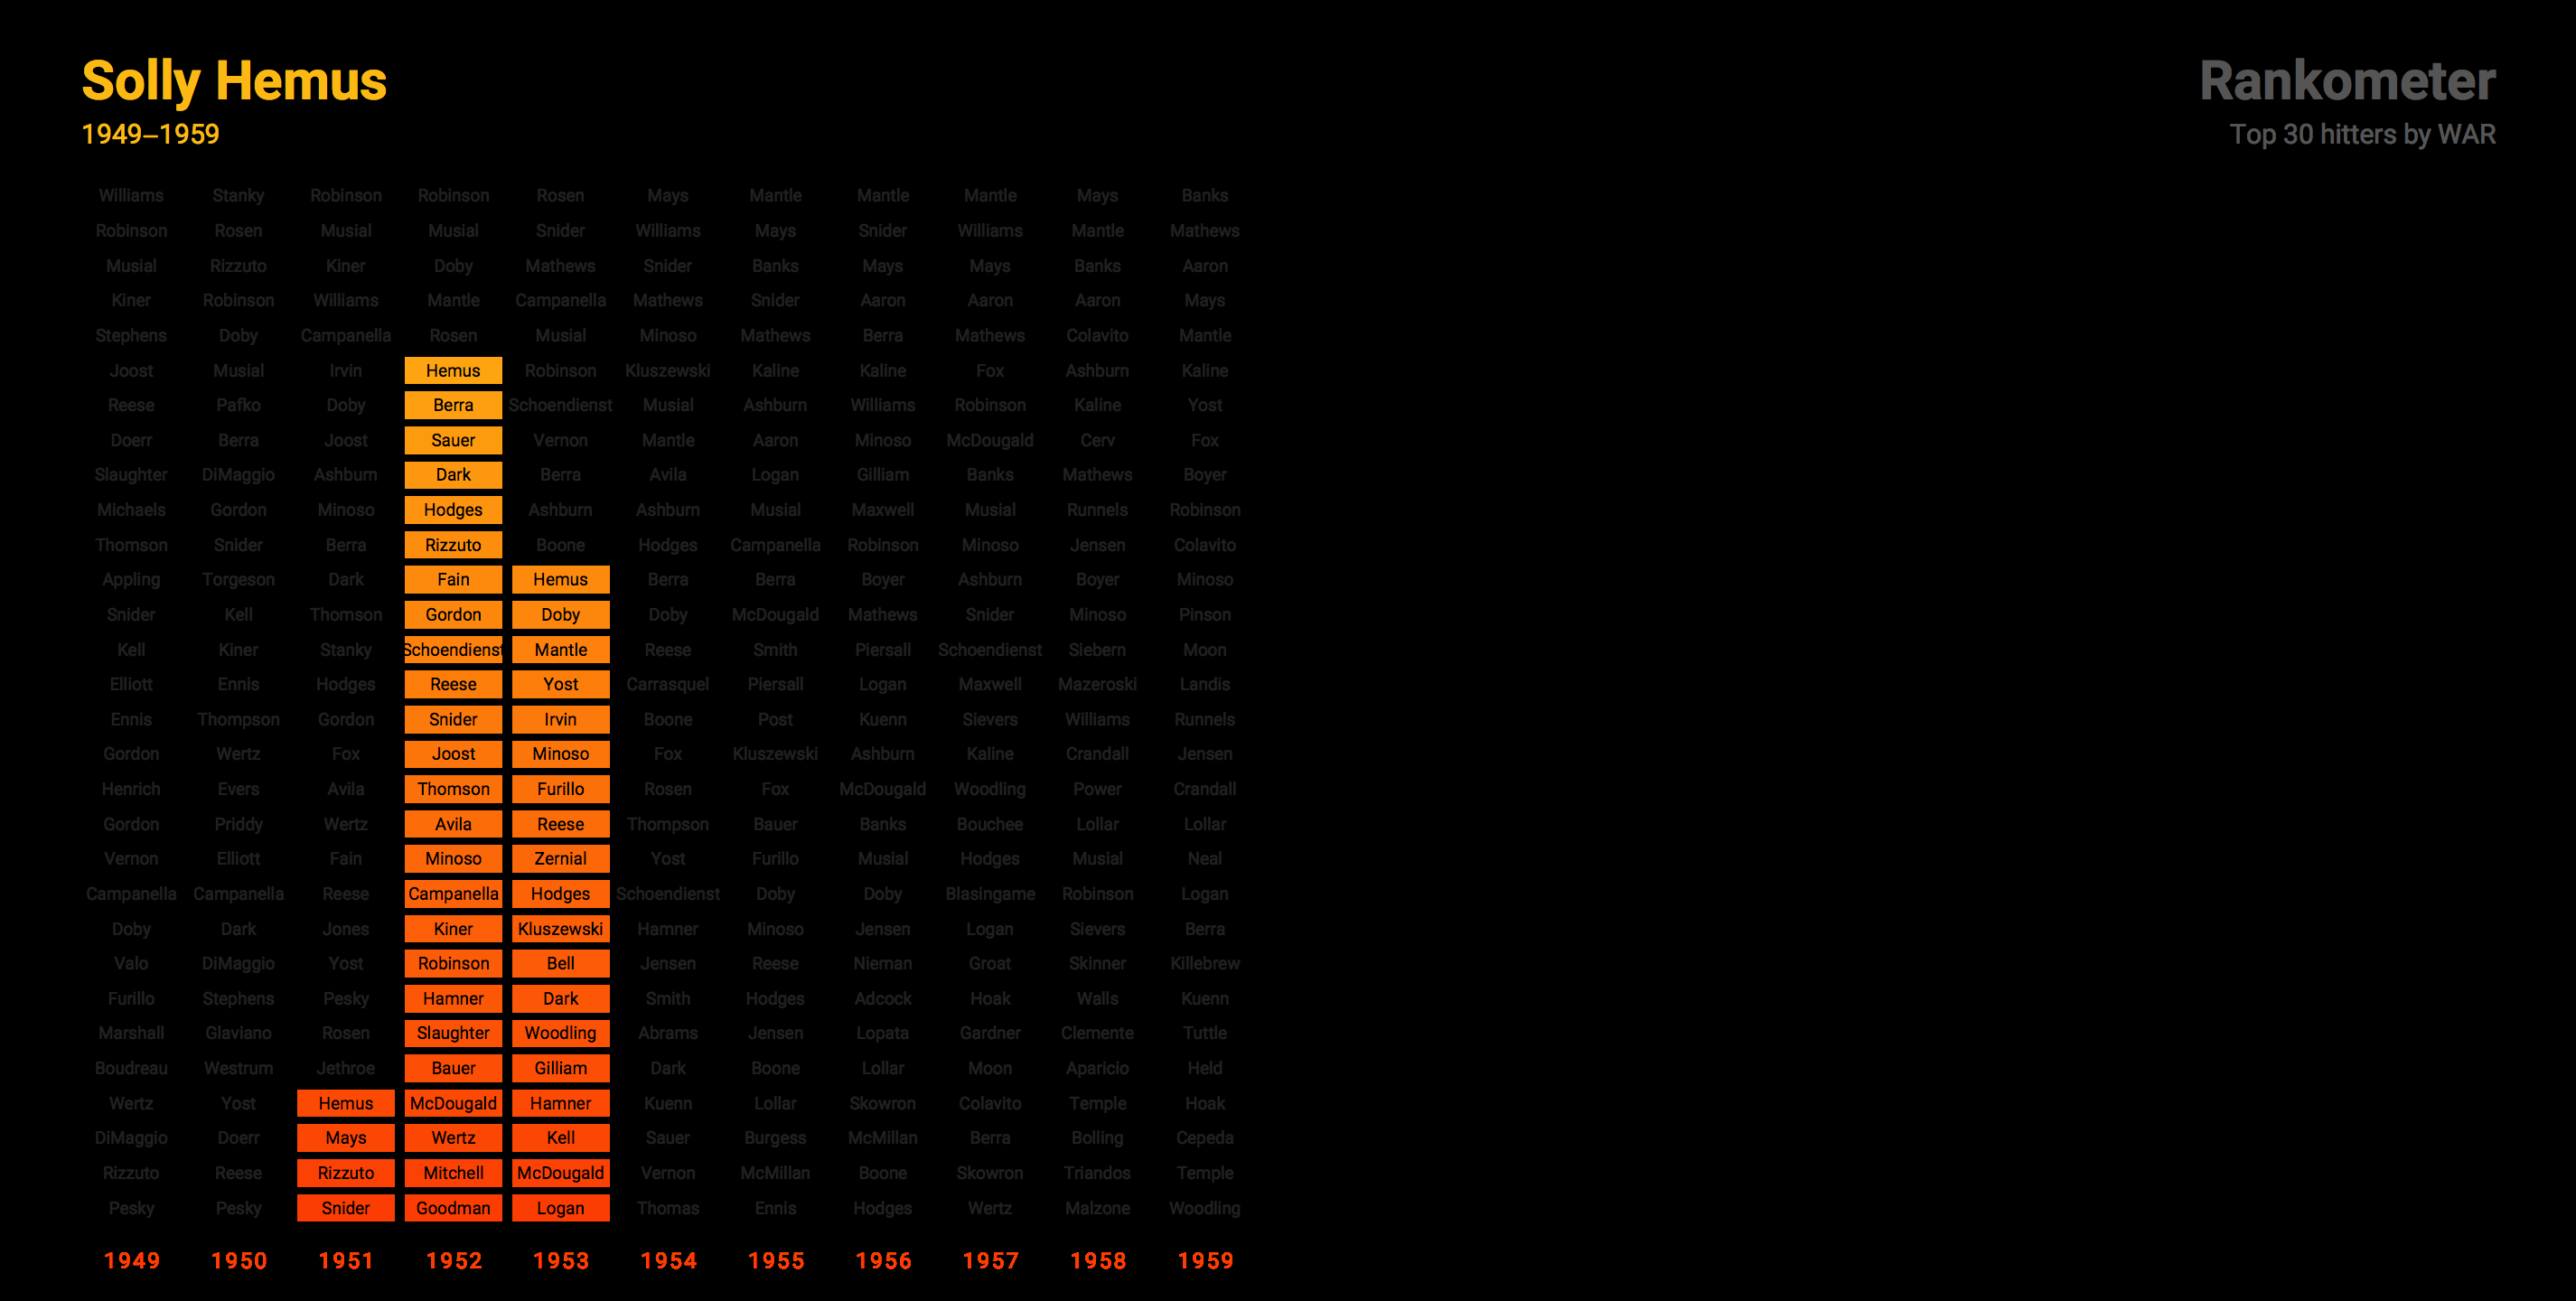 Solly Hemus
1949–1959
Rankometer
Top 30 hitters by WAR
Williams Stanky Robinson Robinson Rosen Mays Mantle Mantle Mantle Mays Banks
Robinson Rosen Musial Musial Snider Williams Mays Snider Williams Mantle Mathews
Musial Rizzuto Kiner Doby Mathews Snider Banks Mays Mays Banks Aaron
Kiner Robinson Williams Mantle Campanella Mathews Snider Aaron Aaron Aaron Mays
Stephens Doby Campanella Rosen Musial Minoso Mathews Berra Mathews Colavito Mantle
Joost Musial Irvin Hemus Robinson Kluszewski Kaline Kaline Fox Ashburn Kaline
Reese Pafko Doby Berra Schoendienst Musial Ashburn Williams Robinson Kaline Yost
Doerr Berra Joost Sauer Vernon Mantle Aaron Minoso McDougald Cerv Fox
Slaughter DiMaggio Ashburn Dark Berra Avila Logan Gilliam Banks Mathews Boyer
Michaels Gordon Minoso Hodges Ashburn Ashburn Musial Maxwell Musial Runnels Robinson
Thomson Snider Berra Rizzuto Boone Hodges Campanella Robinson Minoso Jensen Colavito
Appling Torgeson Dark Fain Hemus Berra Berra Boyer Ashburn Boyer Minoso
Snider Kell Thomson Gordon Doby Doby McDougald Mathews Snider Minoso Pinson
Kell Kiner Stanky Schoendienst Mantle Reese Smith Piersall Schoendienst Siebern Moon
Elliott Ennis Hodges Reese Yost Carrasquel Piersall Logan Maxwell Mazeroski Landis
Ennis Thompson Gordon Snider Irvin Boone Post Kuenn Sievers Williams Runnels
Gordon Wertz Fox Joost Minoso Fox Kluszewski Ashburn Kaline Crandall Jensen
Henrich Evers Avila Thomson Furillo Rosen Fox McDougald Woodling Power Crandall
Gordon Priddy Wertz Avila Reese Thompson Bauer Banks Bouchee Lollar Lollar
Vernon Elliott Fain Minoso Zernial Yost Furillo Musial Hodges Musial Neal
Campanella Campanella Reese Campanella Hodges Schoendienst Doby Doby Blasingame Robinson Logan
Doby Dark Jones Kiner Kluszewski Hamner Minoso Jensen Logan Sievers Berra
Valo DiMaggio Yost Robinson Bell Jensen Reese Nieman Groat Skinner Killebrew
Furillo Stephens Pesky Hamner Dark Smith Hodges Adcock Hoak Walls Kuenn
Marshall Glaviano Rosen Slaughter Woodling Abrams Jensen Lopata Gardner Clemente Tuttle
Boudreau Westrum Jethroe Bauer Gilliam Dark Boone Lollar Moon Aparicio Held
Wertz Yost Hemus McDougald Hamner Kuenn Lollar Skowron Colavito Temple Hoak
DiMaggio Doerr Mays Wertz Kell Sauer Burgess McMillan Berra Bolling Cepeda
Rizzuto Reese Rizzuto Mitchell McDougald Vernon McMillan Boone Skowron Triandos Temple
Pesky Pesky Snider Goodman Logan Thomas Ennis Hodges Wertz Malzone Woodling
1949 1950 1951 1952 1953 1954 1955 1956 1957 1958 1959